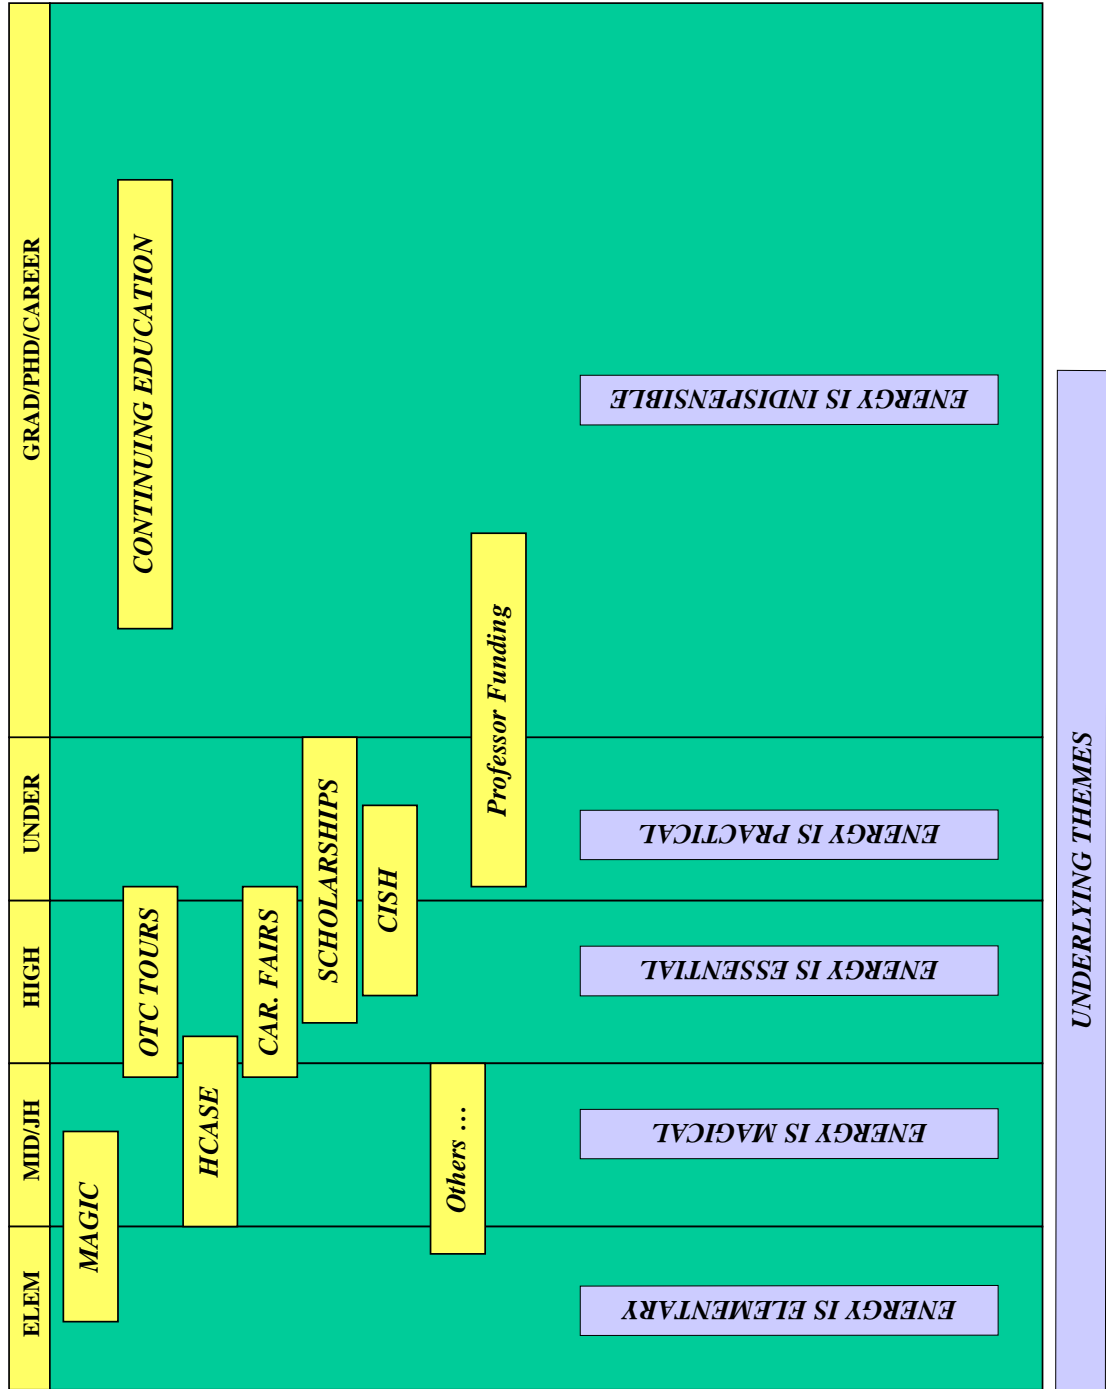 ELEM
MID/JH
HIGH
UNDER
GRAD/PHD/CAREER
MAGIC
OTC TOURS
CONTINUING EDUCATION
HCASE
CAR. FAIRS
SCHOLARSHIPS
CISH
Others …
Professor Funding
ENERGY IS ELEMENTARY
ENERGY IS MAGICAL
ENERGY IS ESSENTIAL
ENERGY IS PRACTICAL
ENERGY IS INDISPENSIBLE
UNDERLYING THEMES